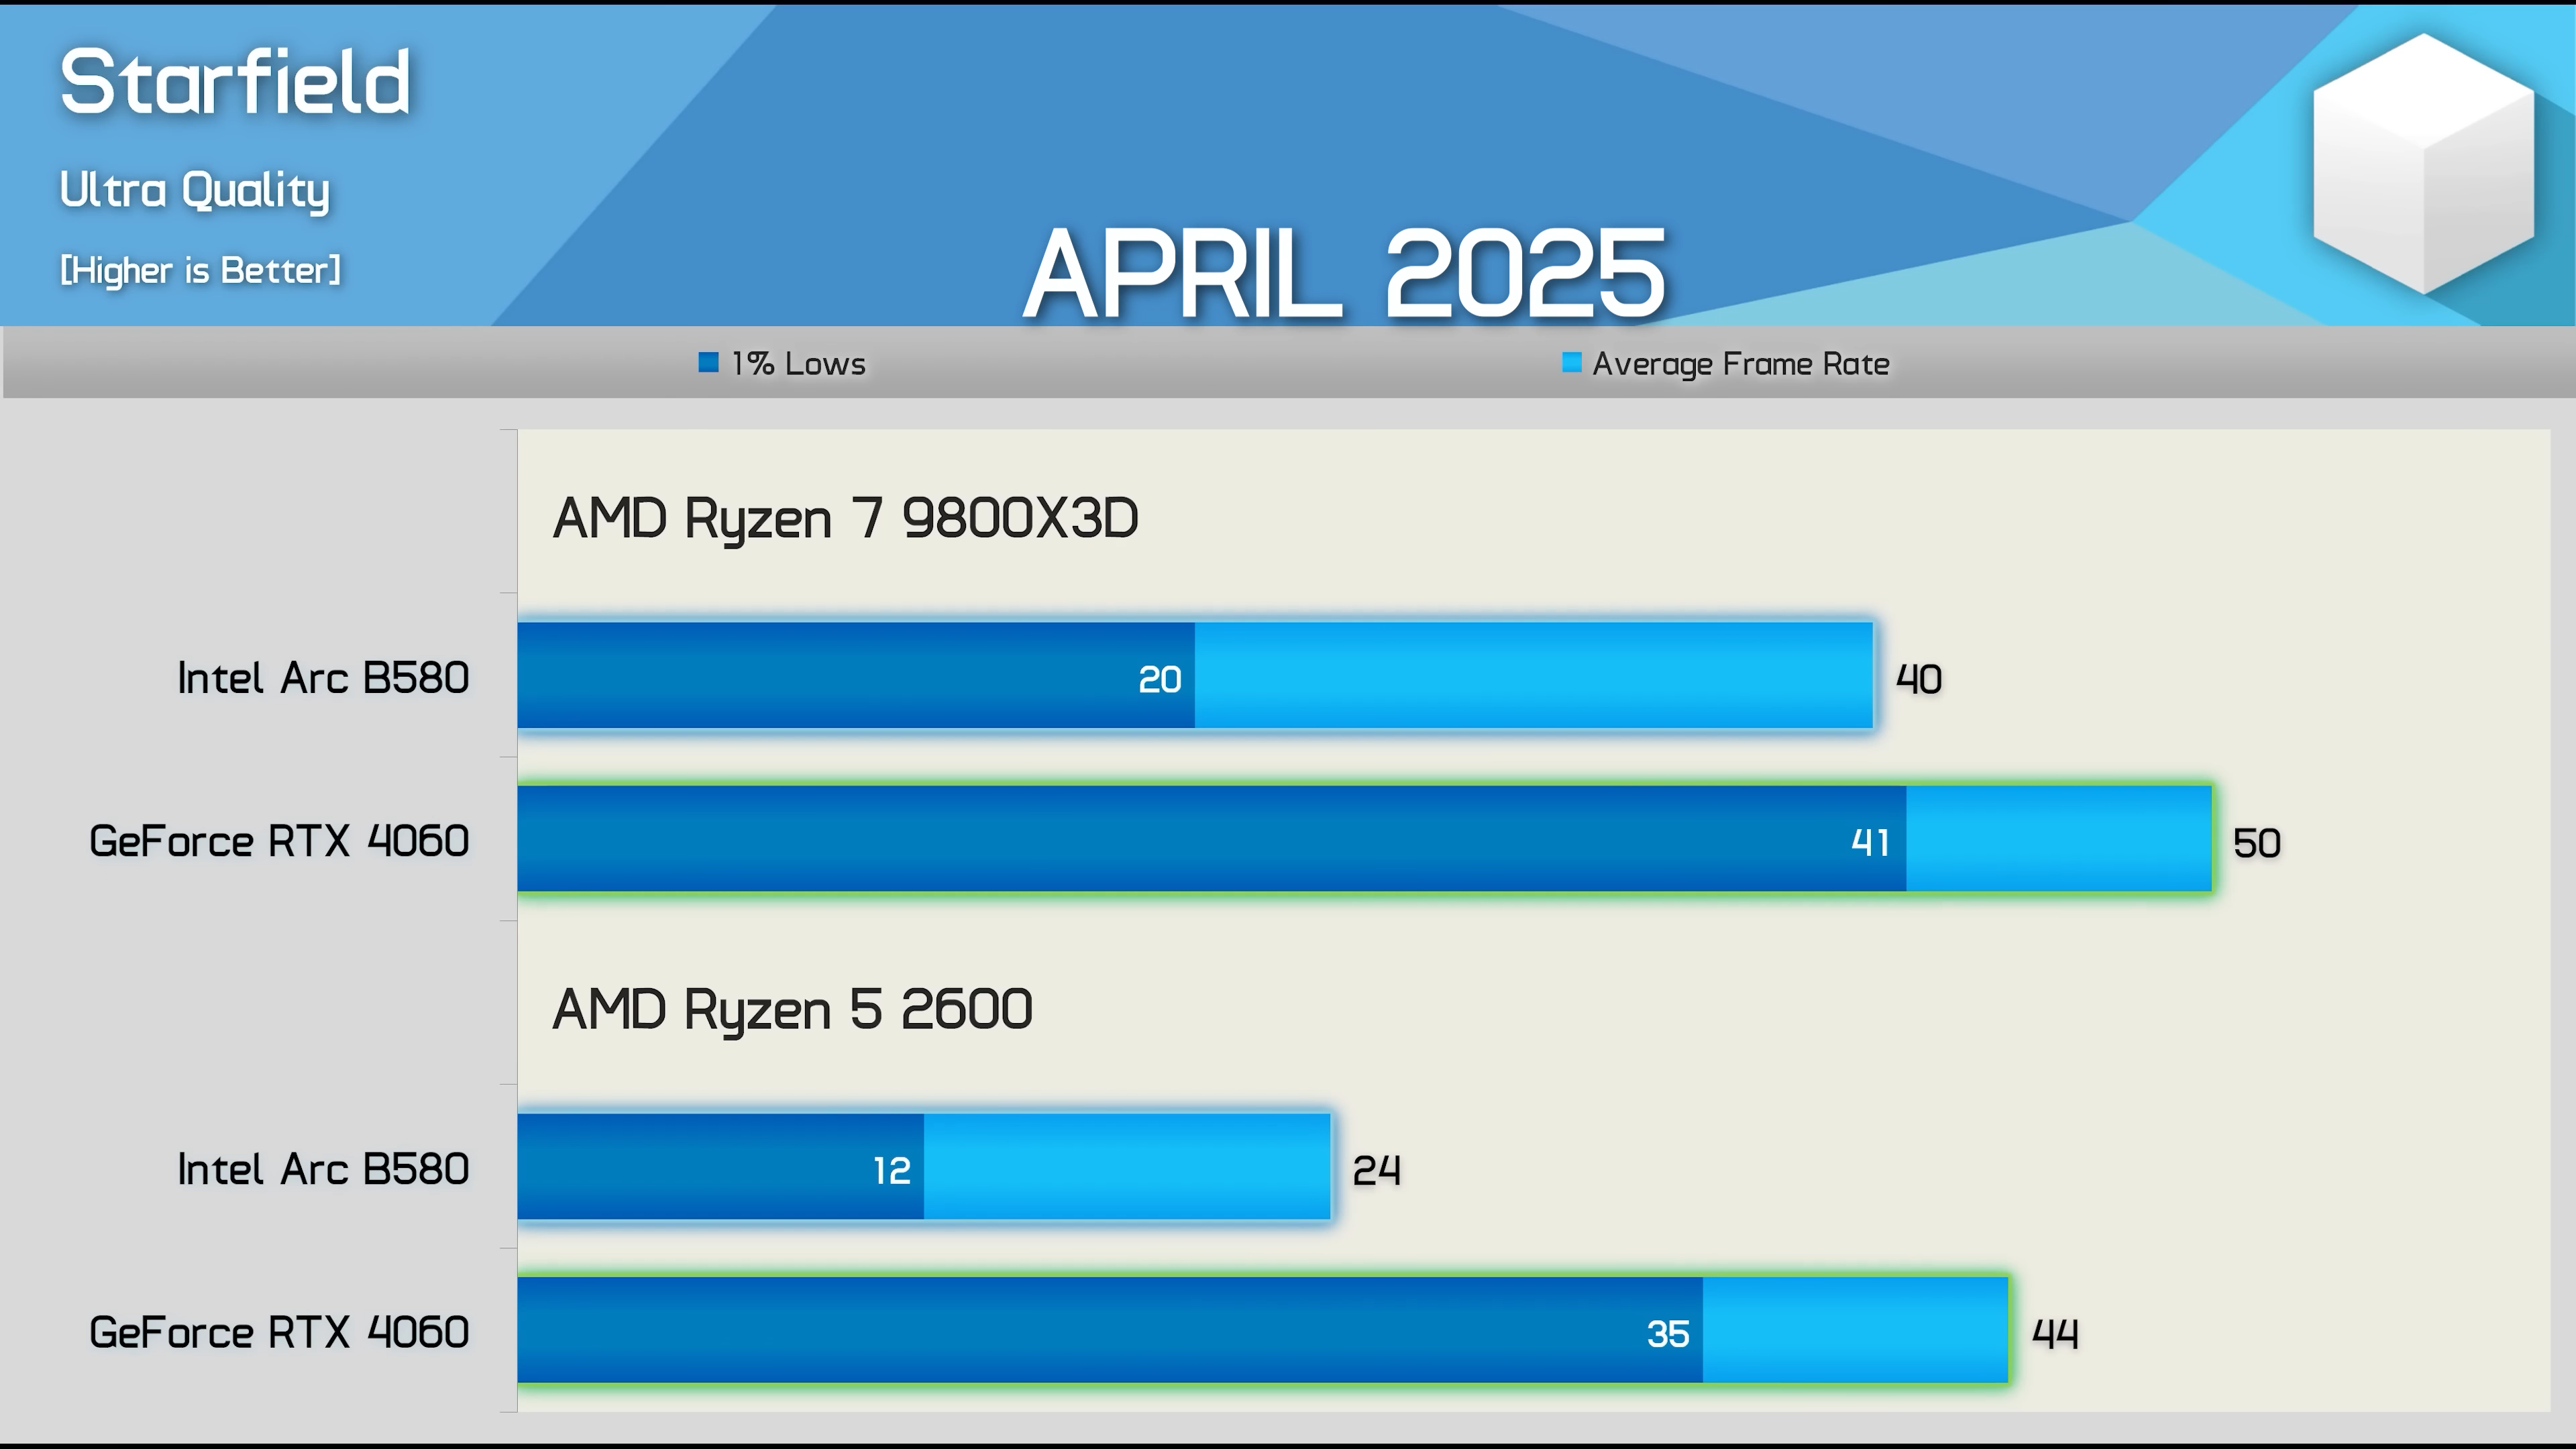 Starfield
Ultra Quality
[Higher is Better]
APRIL 2025
1% Lows
Average Frame Rate
AMD Ryzen 7 9800X3D
Intel Arc B580
20
40
GeForce RTX 4060
41
50
AMD Ryzen 5 2600
Intel Arc B580
12
24
GeForce RTX 4060
35
44